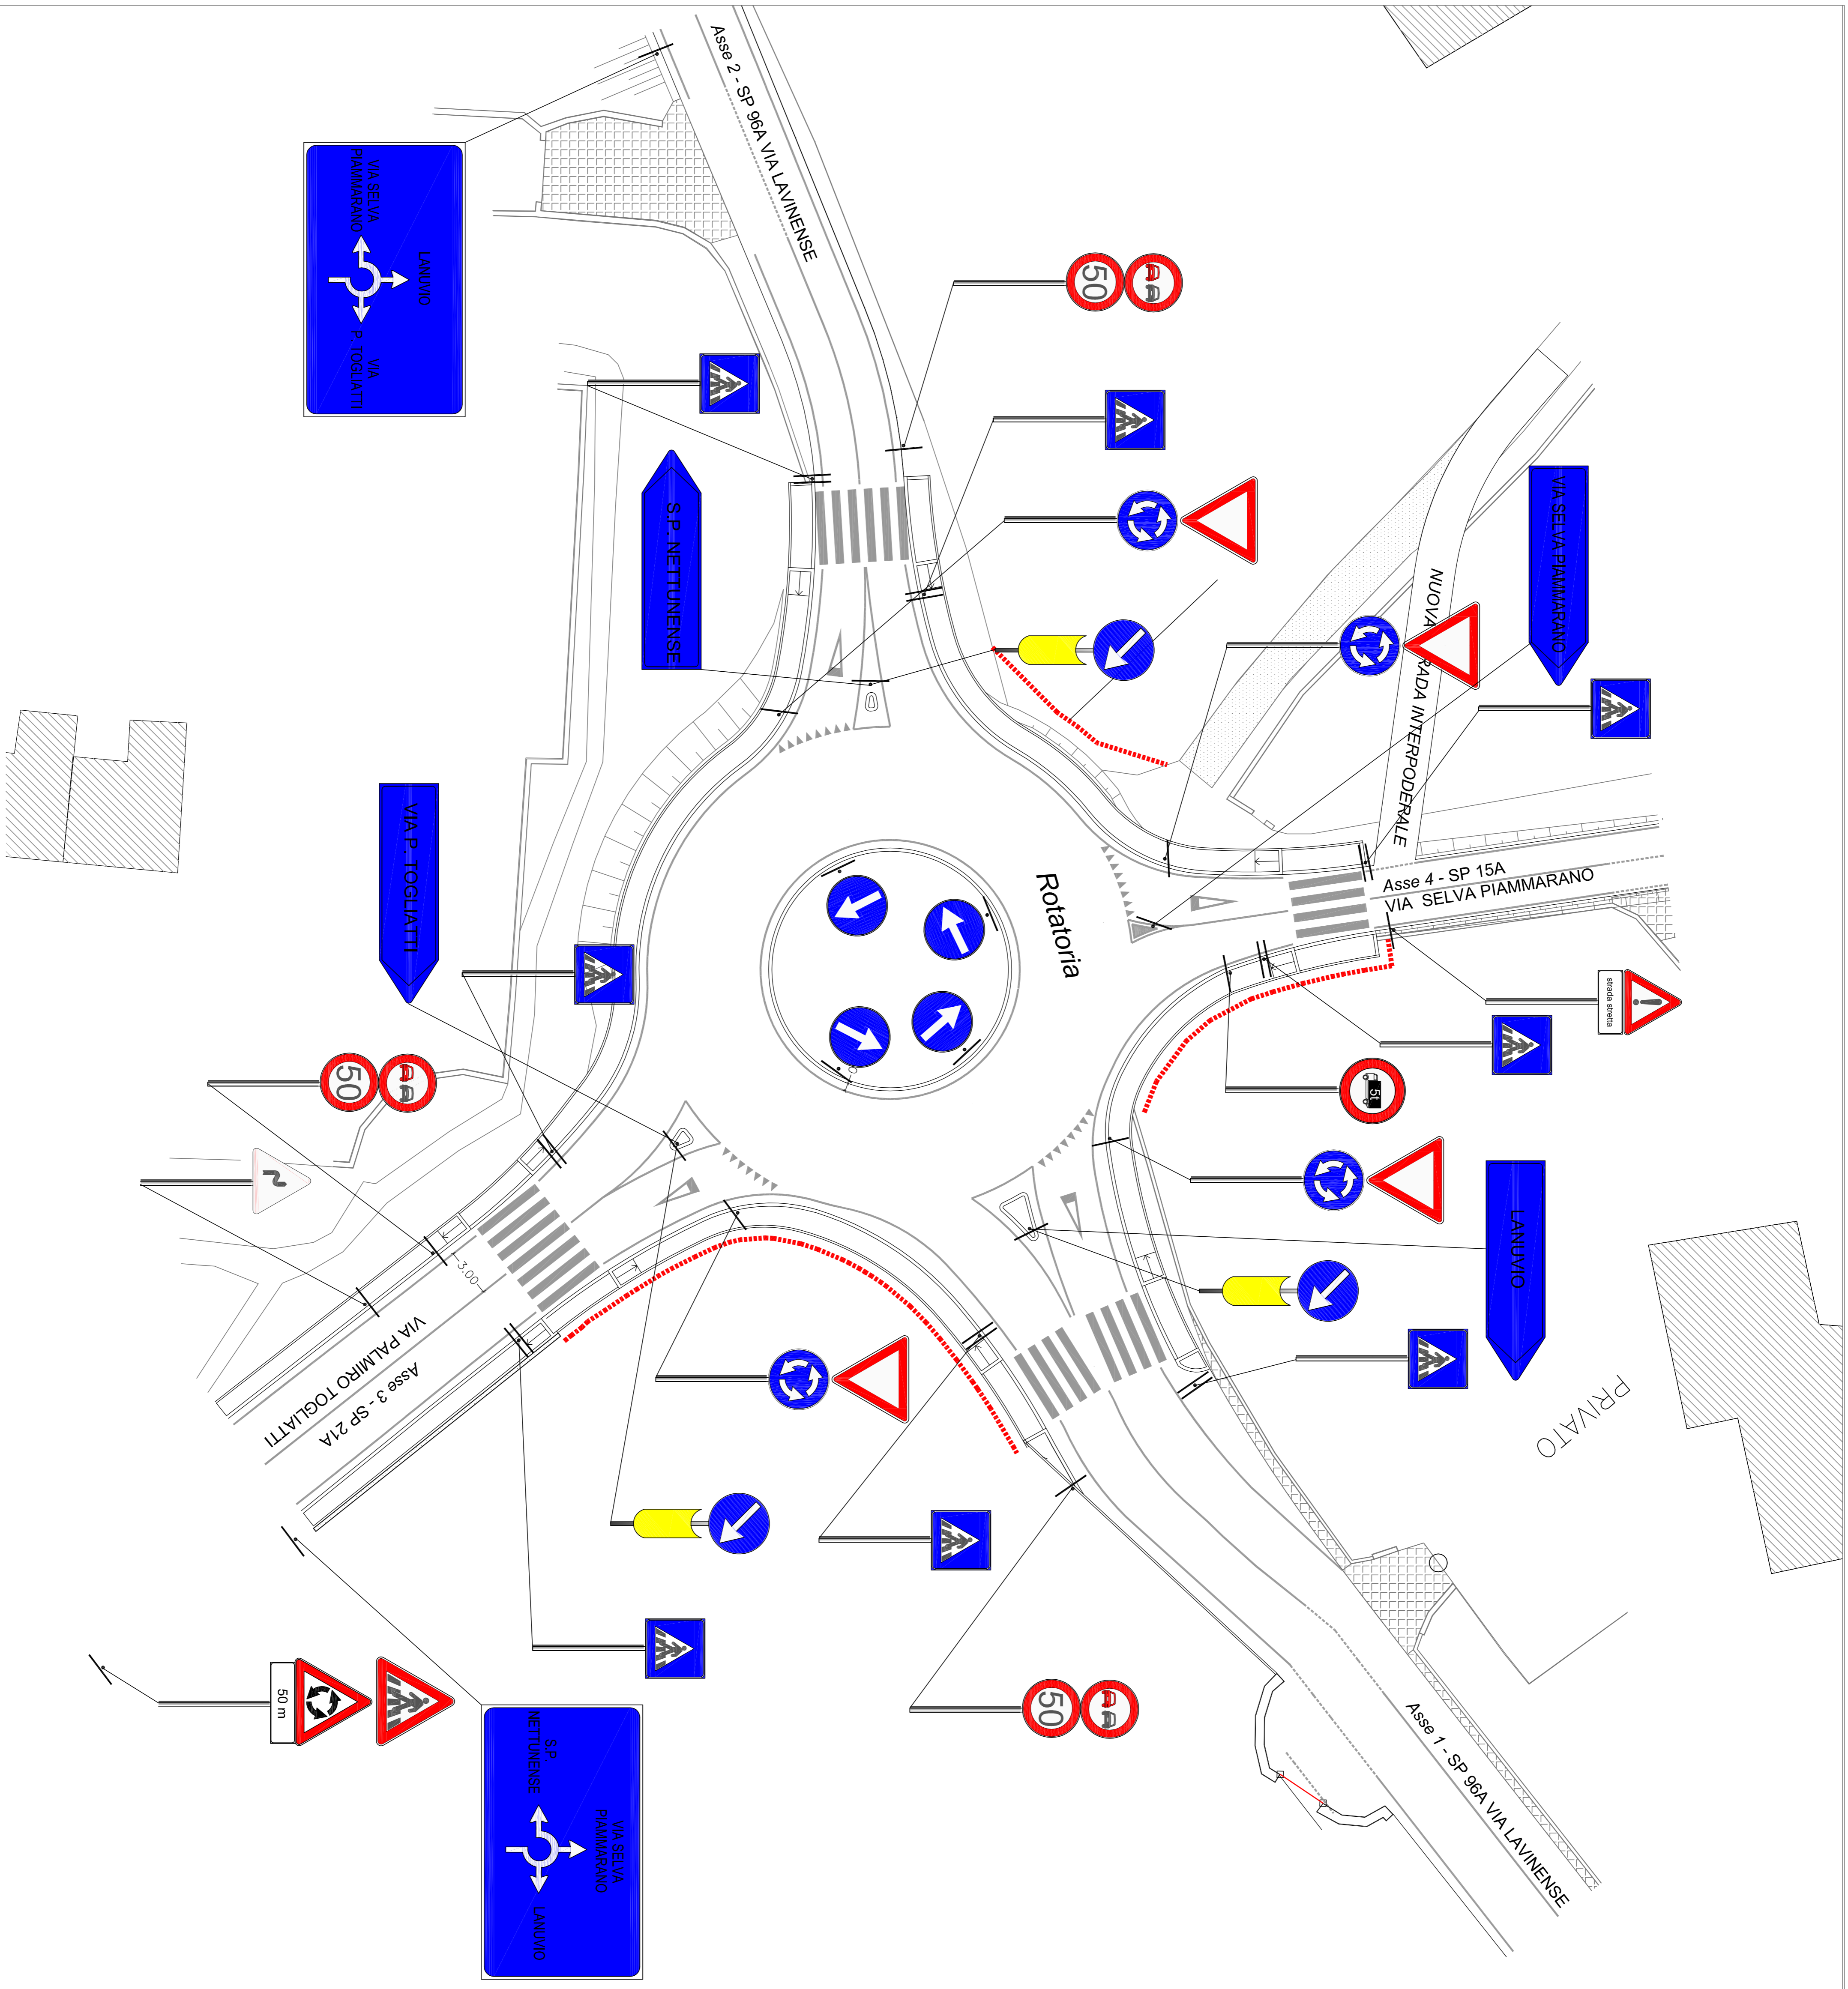 Asse 2 - SP 96A VIA LAVINENSE
VIA SELVA
PIAMMARANO
LANUVIO
VIA
P. TOGLIATTI
50
S.P. NETTUNENSE
VIA SELVA PIAMMARANO
NUOVA
RADA INTERPODERALE
Asse 4 - SP 15A
VIA SELVA PIAMMARANO
Rotatoria
VIA P. TOGLIATTI
strada stretta
5t
50
LANUVIO
PRIVATO
3.00
VIA PALMIRO TOGLIATTI
Asse 3 - SP 21A
50 m
50
S.P.
NETTUNENSE
VIA SELVA
PIAMMARANO
LANUVIO
Asse 1 - SP 96A VIA LAVINENSE